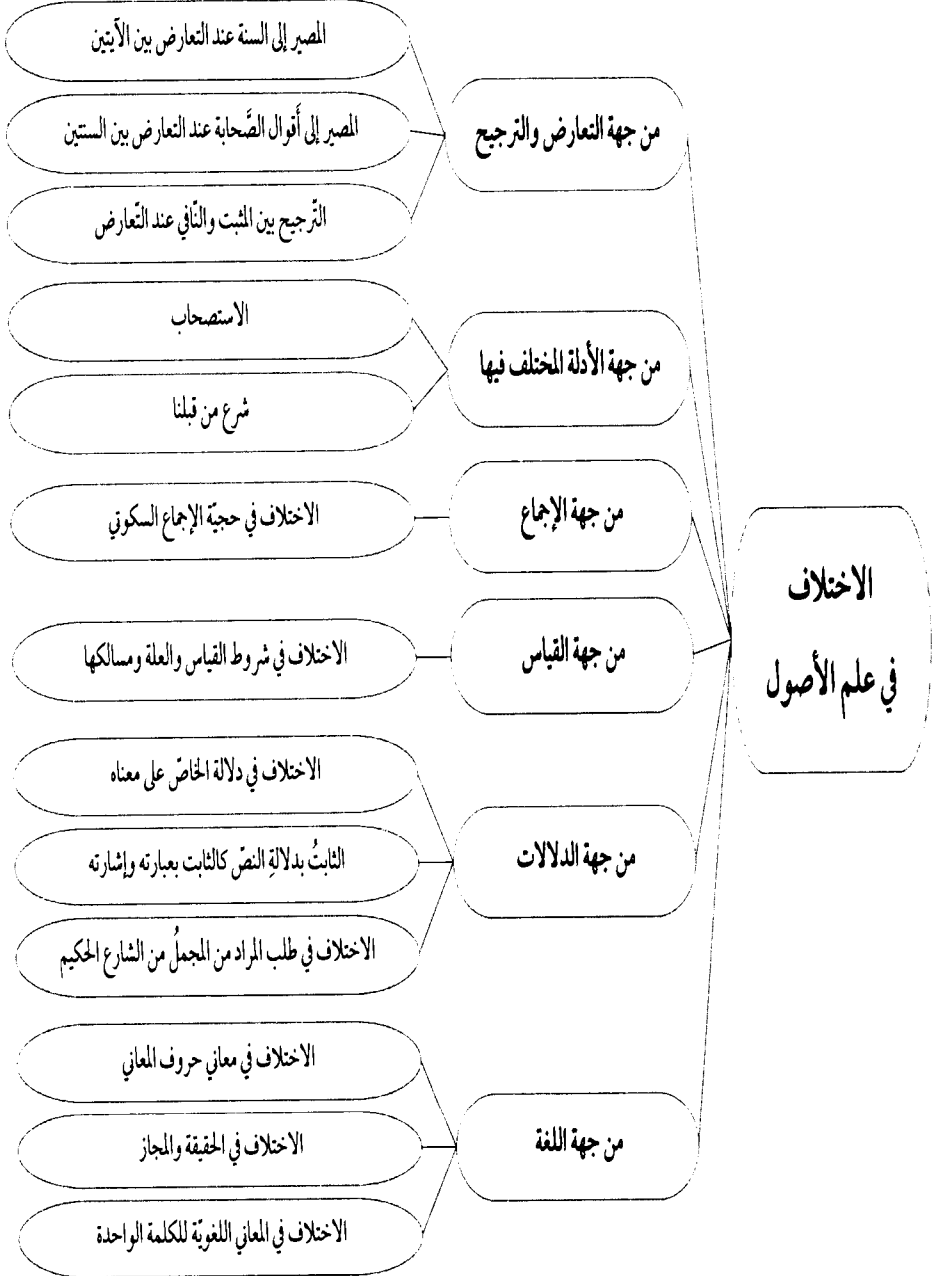 الاختلاف
في علم الأصول
من جهة التعارض والترجيح
المصير إلى السنة عند التعارض بين الآيتين
المصير إلى أَقوال الصَّحابة عند التعارض بين السنتين
التّرجيح بين المثبت والنّافي عند التّعارض
من جهة الأدلة المختلف فيها
الاستصحاب
شرع من قبلنا
من جهة الإجماع
الاختلاف في حجيّة الإجماع السكوتي
من جهة القياس
الاختلاف في شروط القياس والعلة ومسالكها
من جهة الدلالات
الاختلاف في دلالة الخاصّ على معناه
الثابتُ بدلالةِ النصّ كالثابت بعبارته وإشارته
الاختلاف في طلب المراد من المجملُ من الشارع الحكيم
من جهة اللغة
الاختلاف في معاني حروف المعاني
الاختلاف في الحقيقة والمجاز
الاختلاف في المعاني اللغويّة للكلمة الواحدة